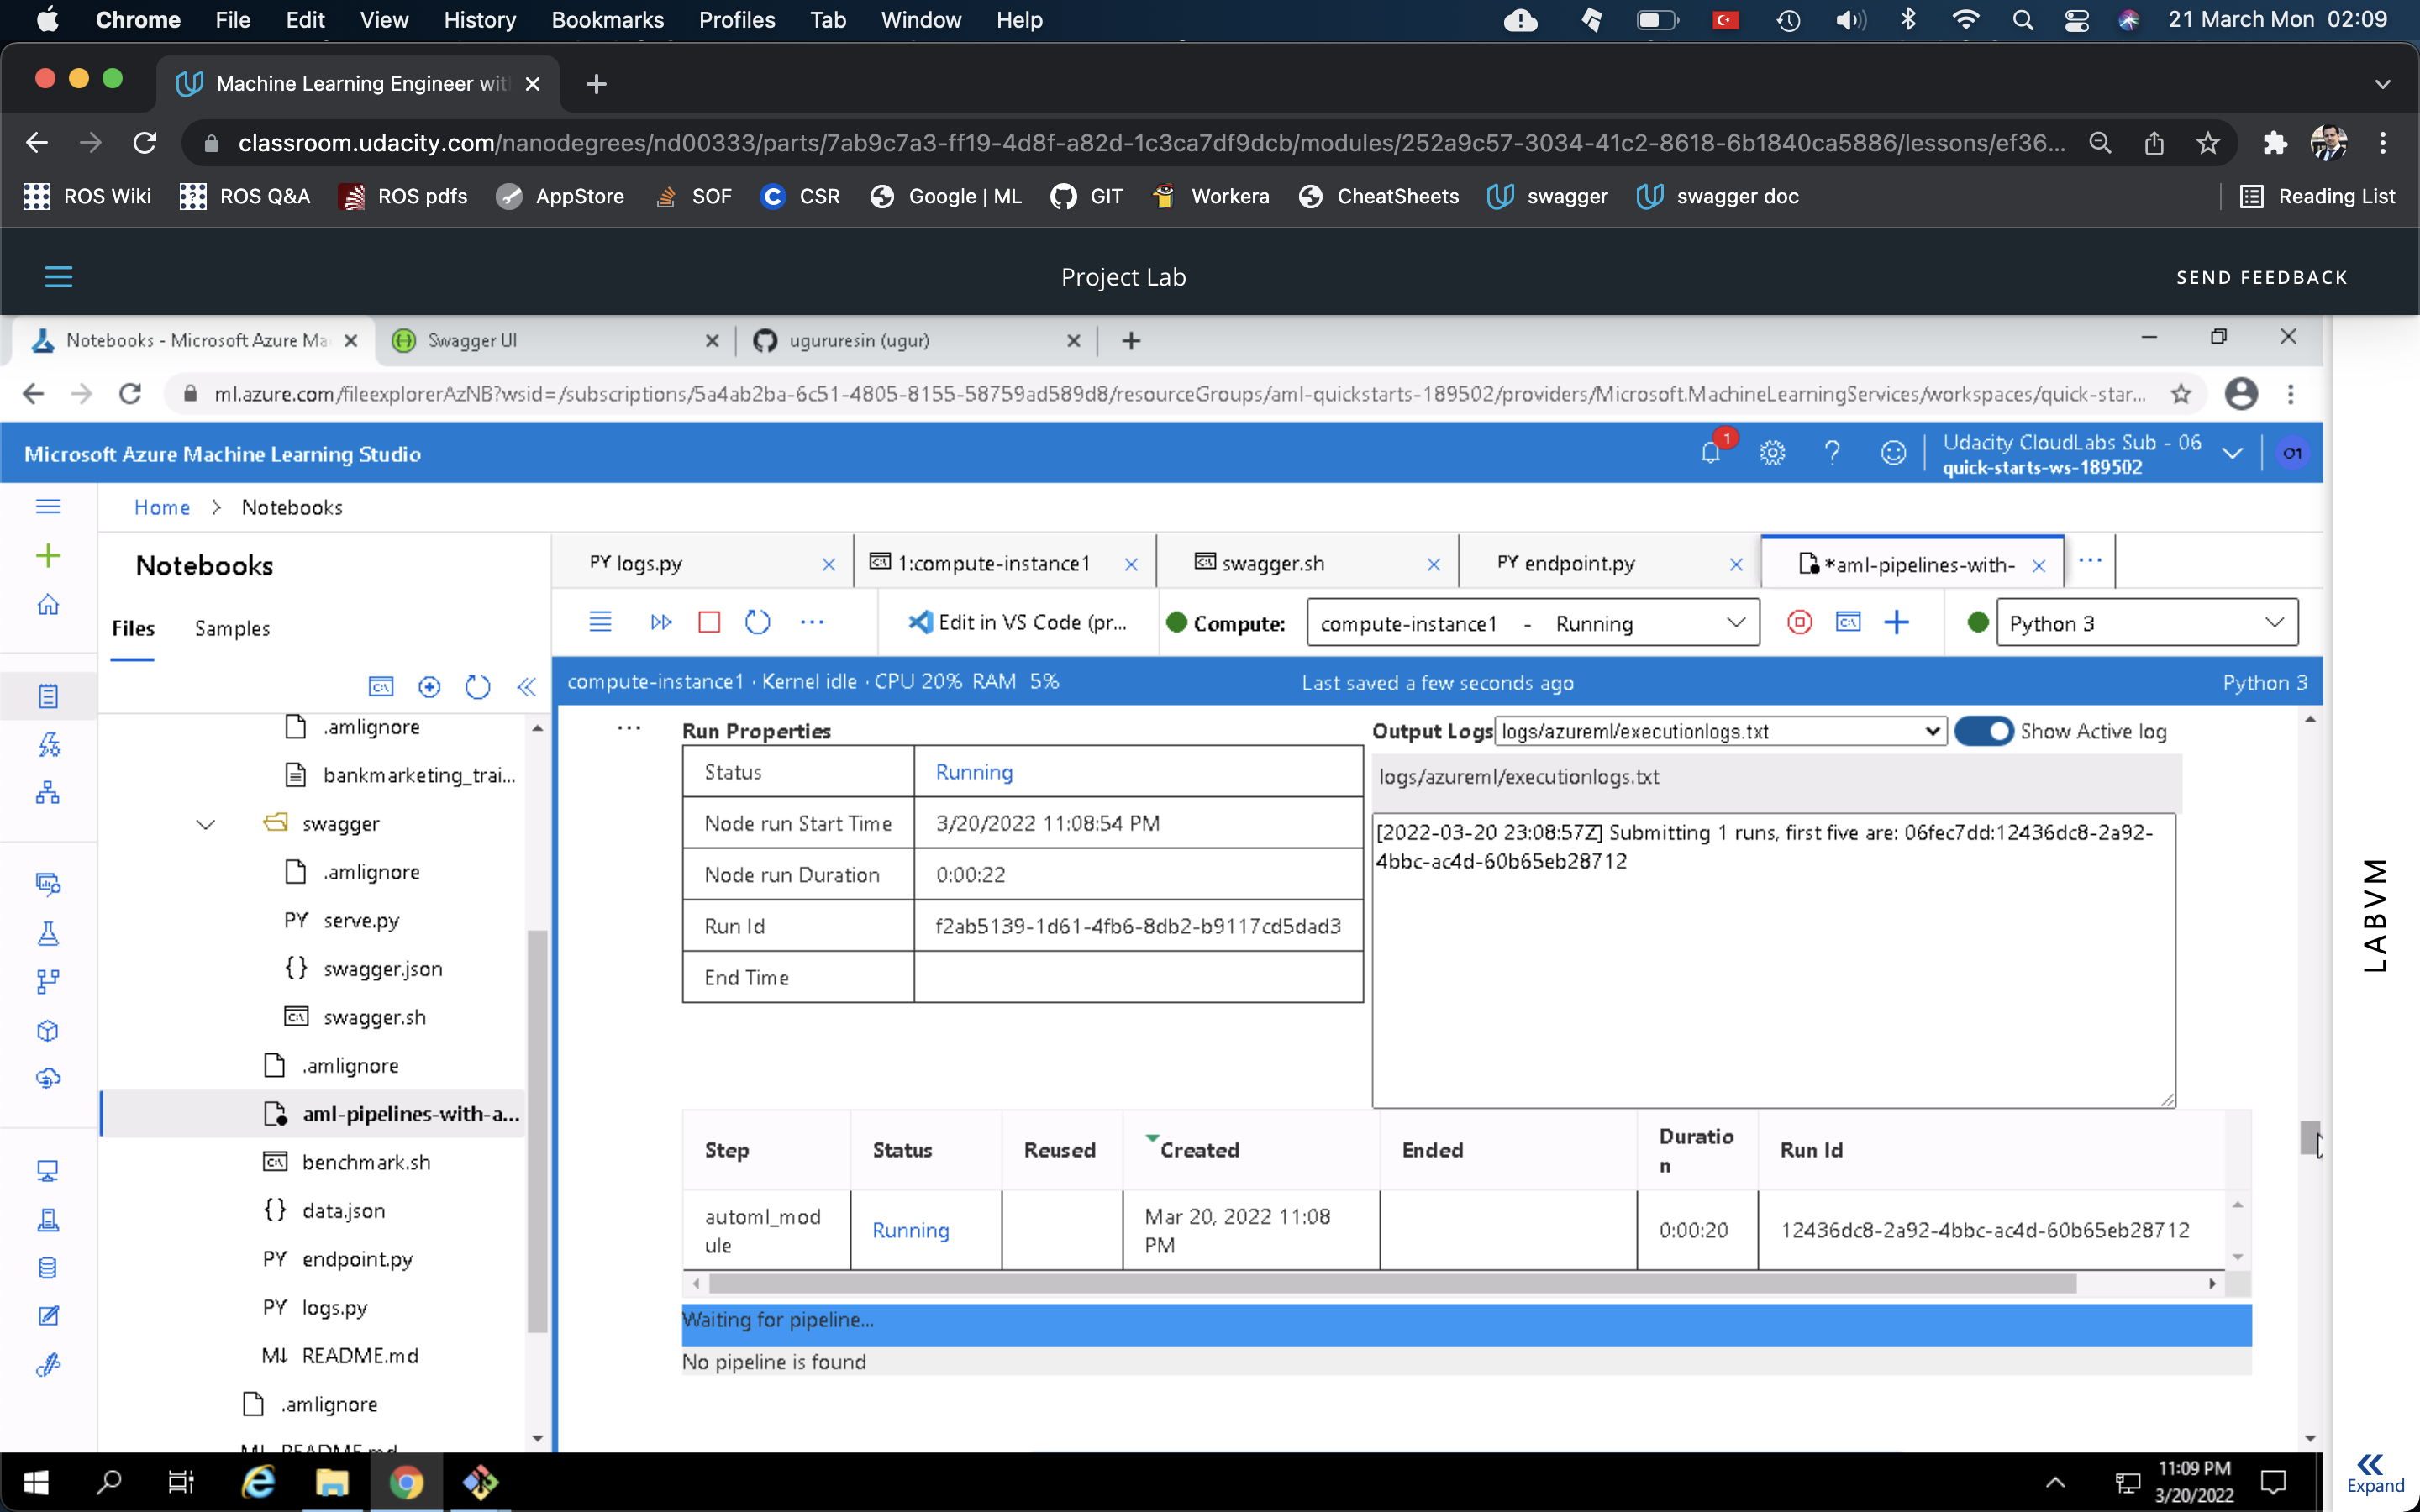 Chrome File Edit View History Bookmarks Profiles Tab Window Help 21 March Mon 02:09
Machine Learning Engineer wit
classroom.udacity.com/nanodegrees/nd00333/parts/7ab9c7a3-ff19-4d8f-a82d-1c3ca7df9dcb/modules/252a9c57-3034-41c2-8618-6b1840ca5886/lessons/ef36...
ROS Wiki ROS Q&A ROS pdfs AppStore SOF CSR Google | ML GIT Workera CheatSheets swagger swagger doc Reading List
Project Lab SEND FEEDBACK
Notebooks - Microsoft Azure Ma Swagger UI ugururesin (ugur)
ml.azure.com/fileexplorerAzNB?wsid=/subscriptions/5a4ab2ba-6c51-4805-8155-58759ad589d8/resourceGroups/aml-quickstarts-189502/providers/Microsoft.MachineLearningServices/workspaces/quick-star...
Microsoft Azure Machine Learning Studio 1 Udacity CloudLabs Sub - 06
quick-starts-ws-189502 O1
Home > Notebooks
Notebooks
Files Samples
.amlignore
bankmarketing_trai...
swagger
.amlignore
PY serve.py
{} swagger.json
swagger.sh
.amlignore
aml-pipelines-with-a...
benchmark.sh
{} data.json
PY endpoint.py
PY logs.py
M↓ README.md
.amlignore
M↓ README.md
PY logs.py 1:compute-instance1 swagger.sh PY endpoint.py *aml-pipelines-with- ...
... Edit in VS Code (pr... Compute: compute-instance1 - Running Python 3
compute-instance1 · Kernel idle · CPU 20% RAM 5% Last saved a few seconds ago Python 3
... Run Properties
Status Running
Node run Start Time 3/20/2022 11:08:54 PM
Node run Duration 0:00:22
Run Id f2ab5139-1d61-4fb6-8db2-b9117cd5dad3
End Time
Output Logs logs/azureml/executionlogs.txt Show Active log
logs/azureml/executionlogs.txt
[2022-03-20 23:08:57Z] Submitting 1 runs, first five are: 06fec7dd:12436dc8-2a92-
4bbc-ac4d-60b65eb28712
Step Status Reused Created Ended Duratio
n Run Id
automl_mod
ule Running Mar 20, 2022 11:08
PM 0:00:20 12436dc8-2a92-4bbc-ac4d-60b65eb28712
Waiting for pipeline...
No pipeline is found
LABVM
Expand
11:09 PM
3/20/2022